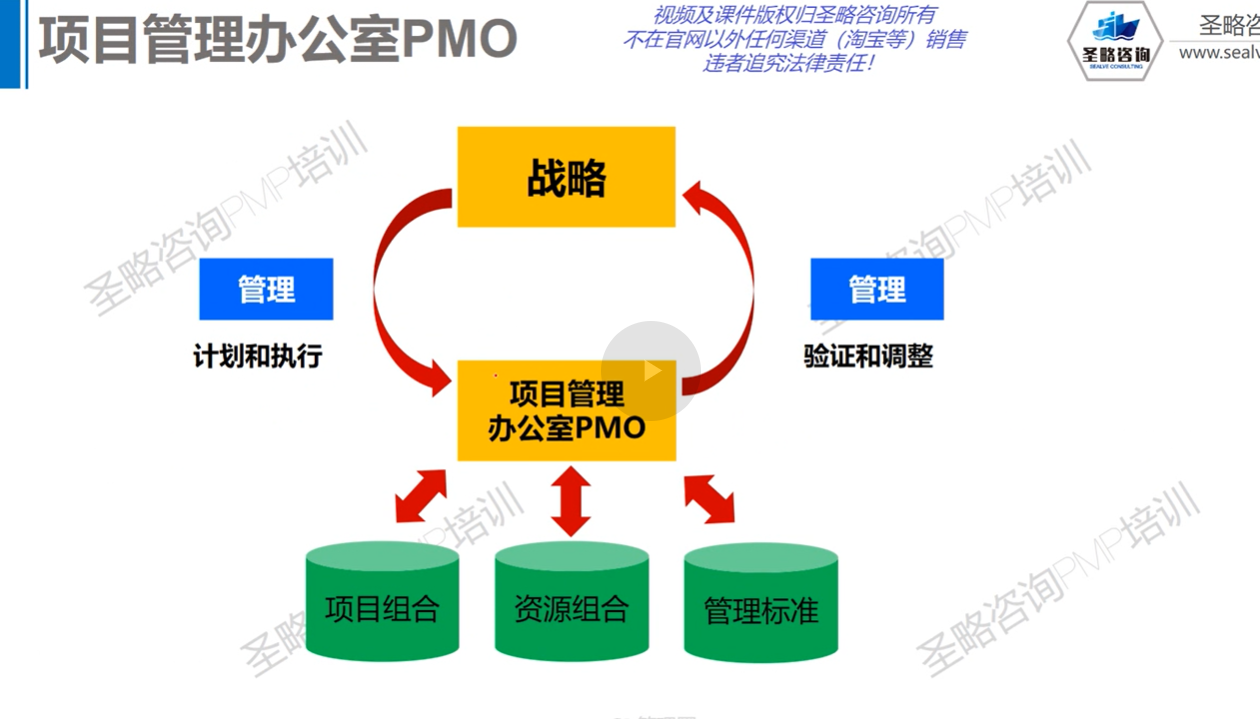 项目管理办公室PMO
视频及课件版权归圣略咨询所有
不在官网以外任何渠道（淘宝等）销售
违者追究法律责任！
圣略咨询
SEALVE CONSULTING
圣略咨
www.sealv
圣略咨询PMP培训
咨询PMP培训
战略
管理
计划和执行
管理
验证和调整
项目管理
办公室PMO
圣略
PMP培训
圣略咨询PMP培训
项目组合
资源组合
管理标准